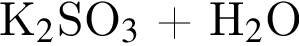 K₂SO₃ + H₂O